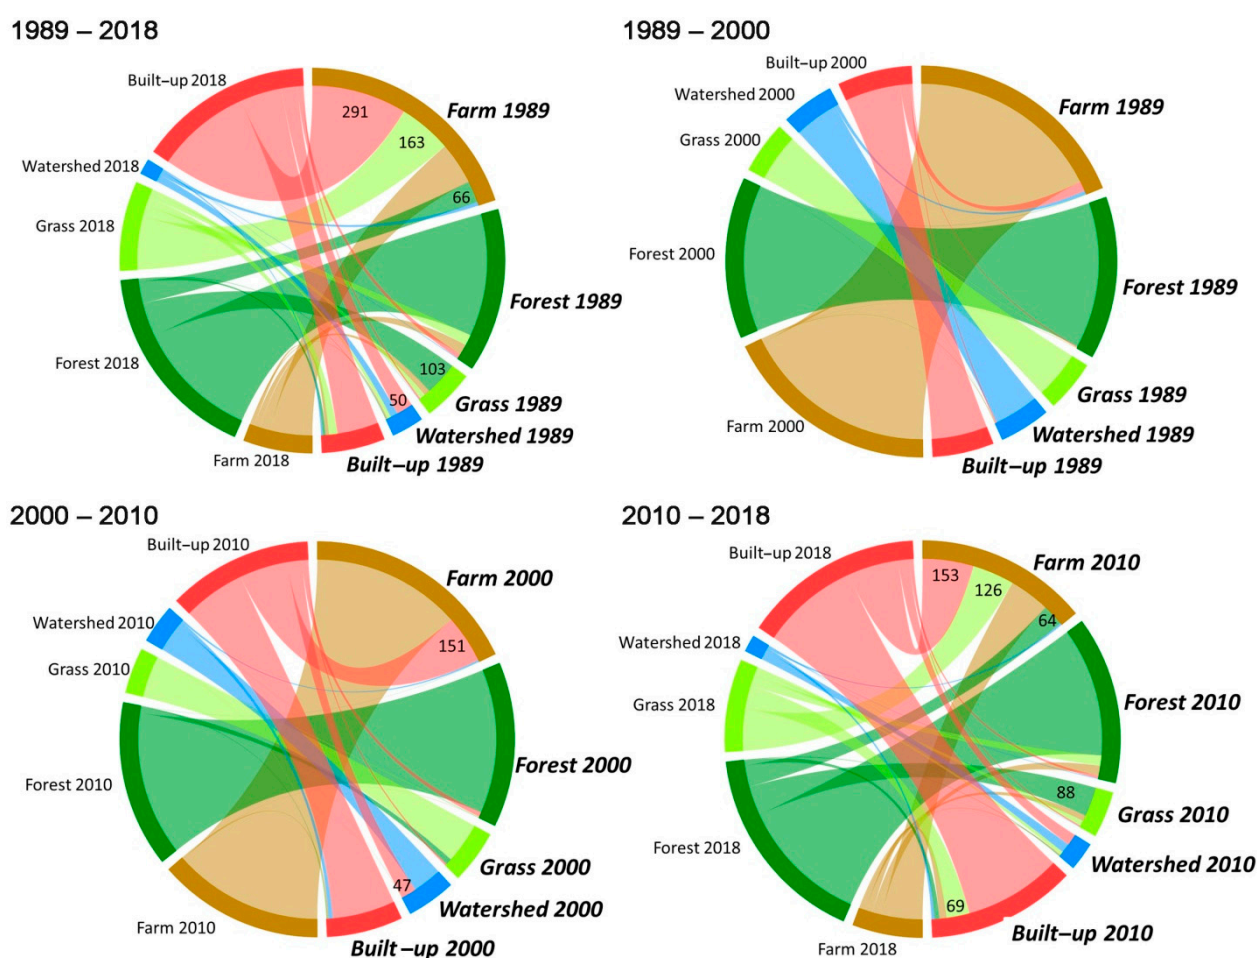 1989 – 2018
Built–up 2018
Farm 1989
291
163
Watershed 2018
66
Grass 2018
Forest 1989
Forest 2018
103
Grass 1989
50
Watershed 1989
Farm 2018
Built–up 1989
1989 – 2000
Built–up 2000
Watershed 2000
Farm 1989
Grass 2000
Forest 2000
Forest 1989
Grass 1989
Farm 2000
Watershed 1989
Built–up 1989
2000 – 2010
Built–up 2010
Farm 2000
Watershed 2010
151
Grass 2010
Forest 2000
Forest 2010
Grass 2000
47
Watershed 2000
Farm 2010
Built –up 2000
2010 – 2018
Built–up 2018
Farm 2010
153
126
64
Watershed 2018
Grass 2018
Forest 2010
88
Grass 2010
Forest 2018
Watershed 2010
69
Built–up 2010
Farm 2018